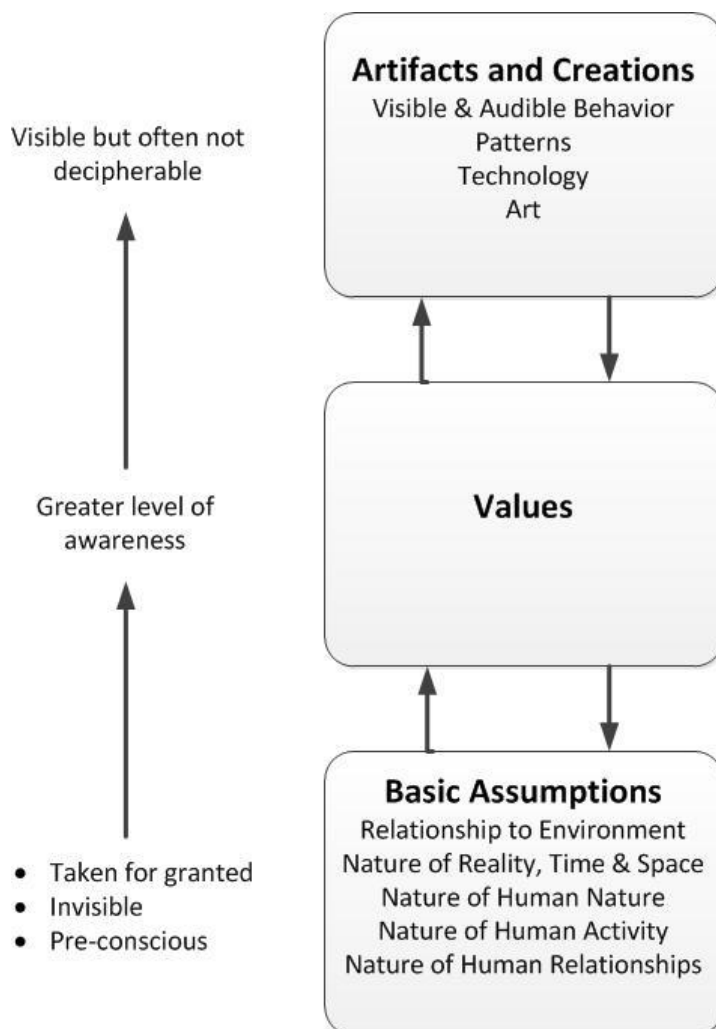 Artifacts and Creations
Visible & Audible Behavior
Patterns
Technology
Art
Visible but often not
decipherable
Values
Greater level of
awareness
Basic Assumptions
Relationship to Environment
Nature of Reality, Time & Space
Nature of Human Nature
Nature of Human Activity
Nature of Human Relationships
• Taken for granted
• Invisible
• Pre-conscious